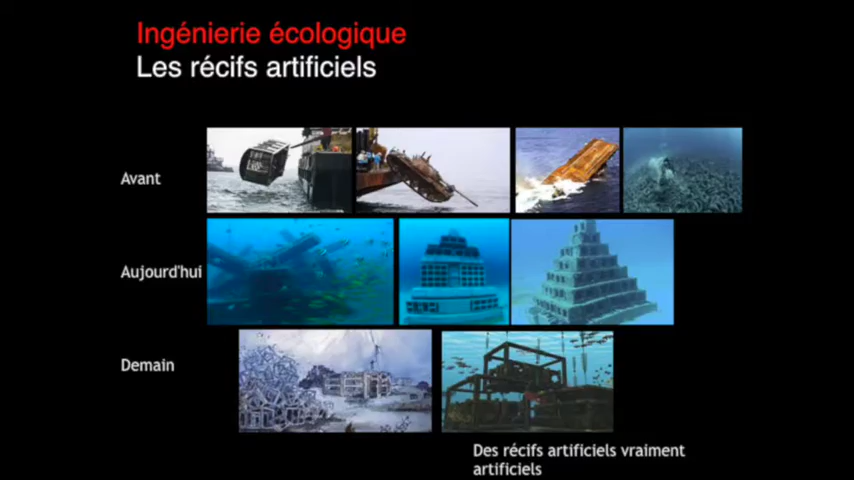 Ingénierie écologique
Les récifs artificiels
Avant
Aujourd'hui
Demain
Des récifs artificiels vraiment
artificiels